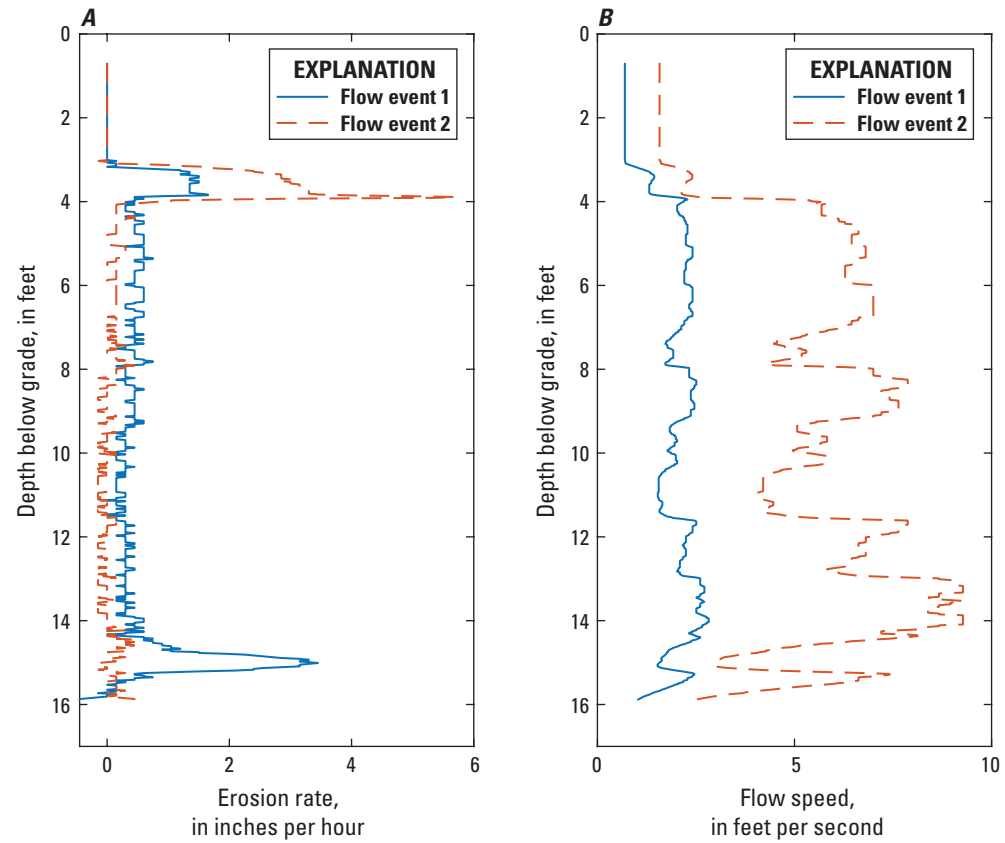 A
EXPLANATION
Flow event 1
Flow event 2
0
2
4
6
8
10
12
14
16
Depth below grade, in feet
0
2
4
6
Erosion rate,
in inches per hour
B
EXPLANATION
Flow event 1
Flow event 2
0
2
4
6
8
10
12
14
16
Depth below grade, in feet
0
5
10
Flow speed,
in feet per second